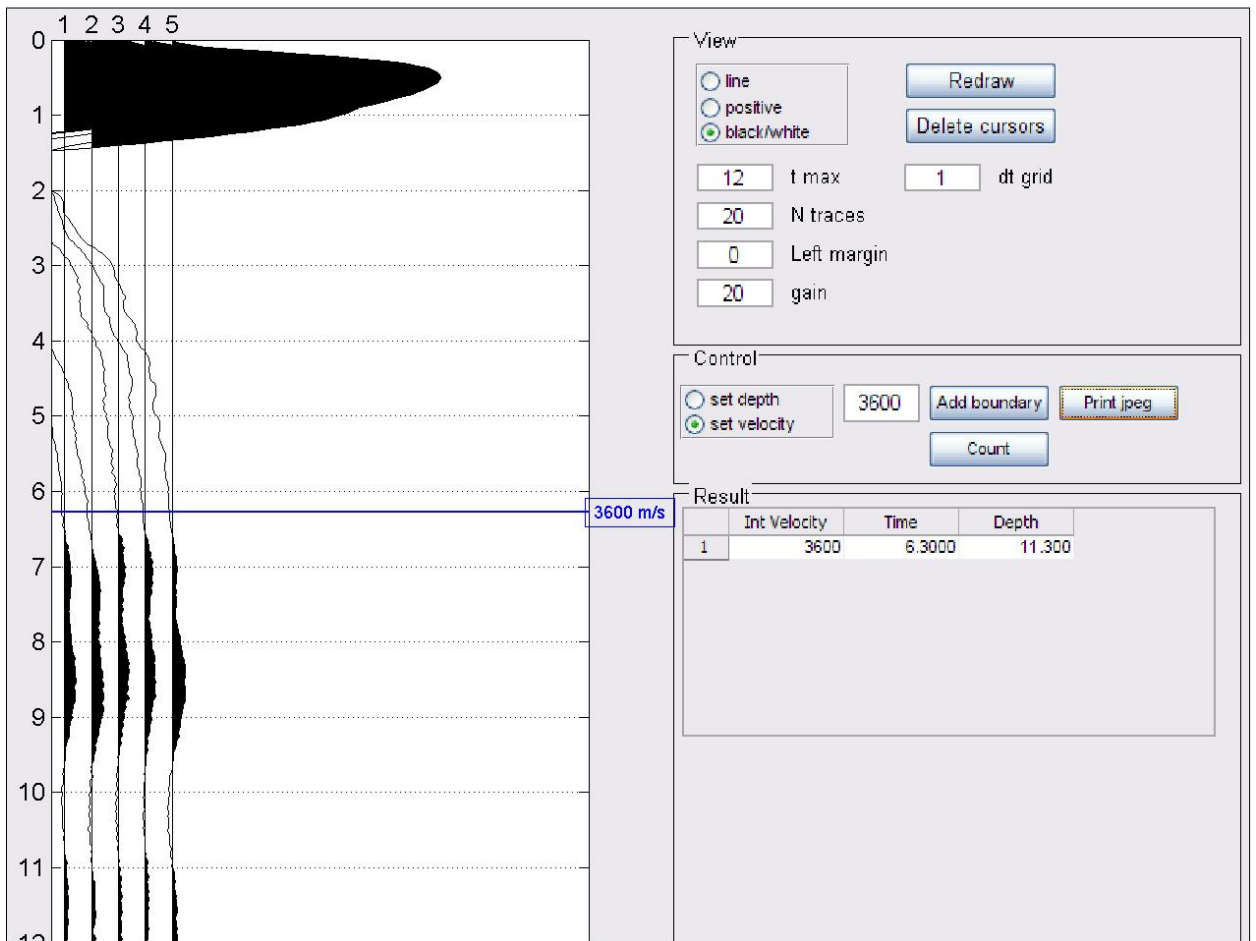 1 2 3 4 5
0
1
2
3
4
5
6
7
8
9
10
11
12
3600 m/s
View
line
positive
black/white
Redraw
Delete cursors
12 t max 1 dt grid
20 N traces
0 Left margin
20 gain
Control
set depth
set velocity
3600 Add boundary Print jpeg
Count
Result
Int Velocity Time Depth
1 3600 6.3000 11.300